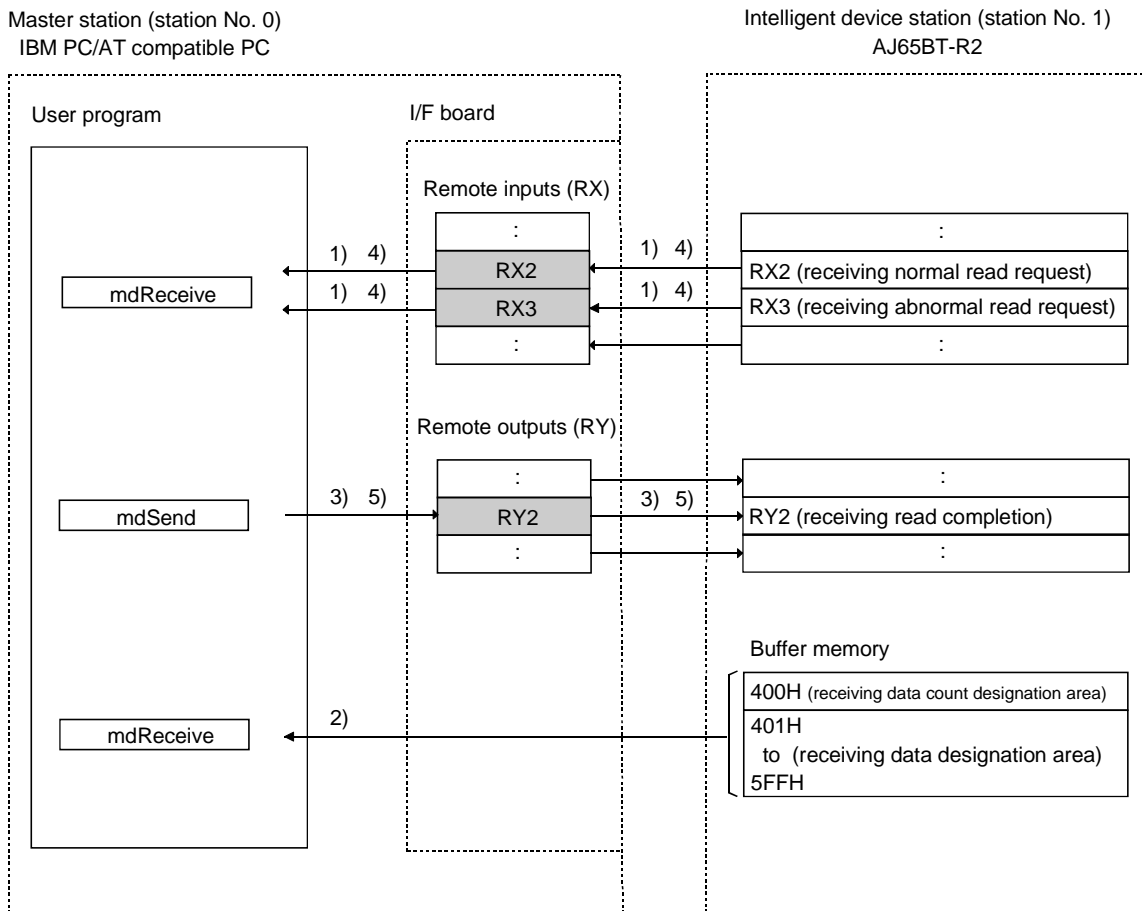 Master station (station No. 0)
IBM PC/AT compatible PC
Intelligent device station (station No. 1)
AJ65BT-R2
User program
I/F board
Remote inputs (RX)
:
RX2
RX3
:
1) 4)
1) 4)
1) 4)
1) 4)
mdReceive
:
RX2 (receiving normal read request)
RX3 (receiving abnormal read request)
:
Remote outputs (RY)
:
RY2
:
mdSend
3) 5)
3) 5)
:
RY2 (receiving read completion)
:
Buffer memory
400H (receiving data count designation area)
401H
to (receiving data designation area)
5FFH
mdReceive
2)